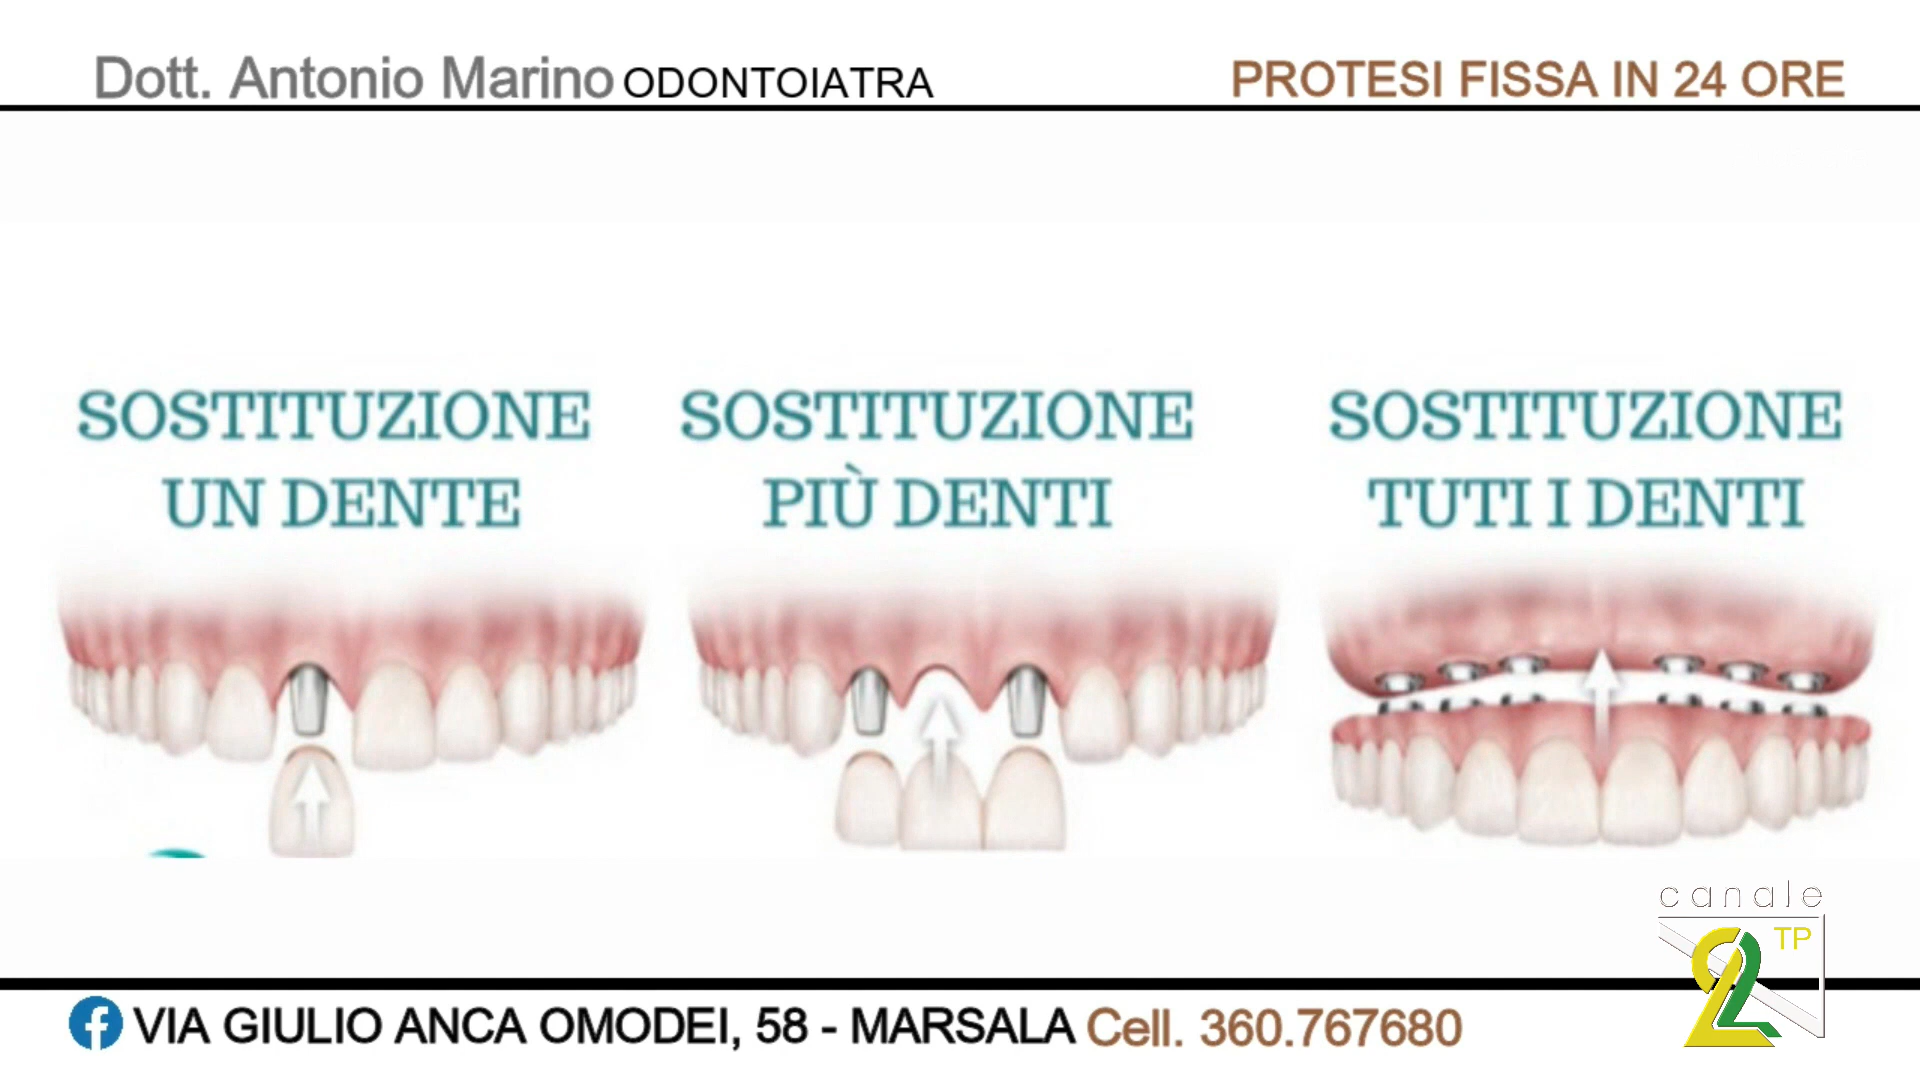 Dott. Antonio Marino ODONTOIATRA
PROTESI FISSA IN 24 ORE
SOSTITUZIONE
UN DENTE
SOSTITUZIONE
PIÙ DENTI
SOSTITUZIONE
TUTI I DENTI
canale
2 TP
VIA GIULIO ANCA OMODEI, 58 - MARSALA Cell. 360.767680